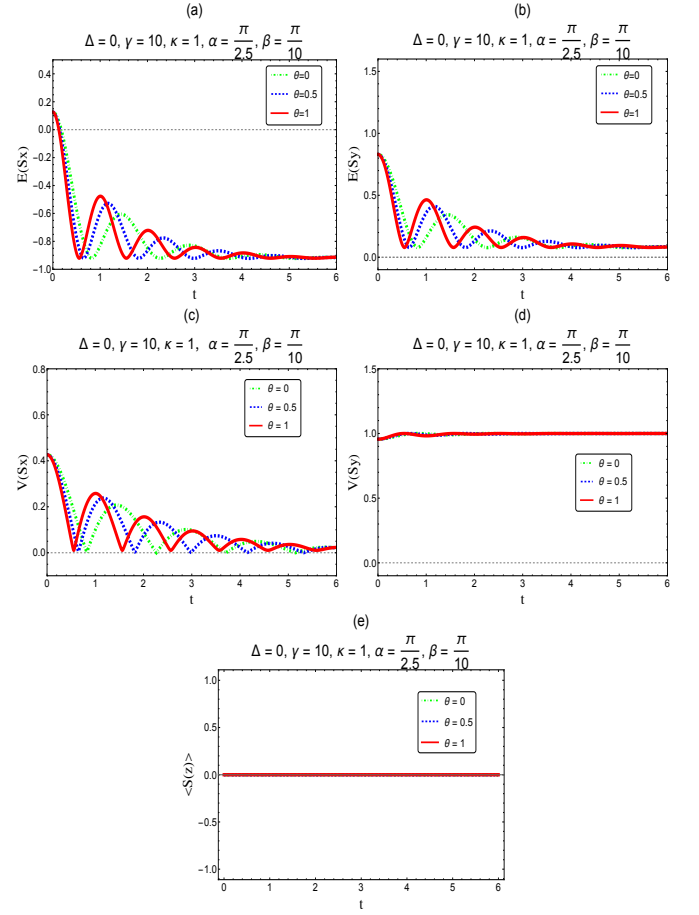 (a)
Δ = 0, γ = 10, κ = 1, α = π/2.5, β = π/10
0.4
0.2
0.0
−0.2
−0.4
−0.6
−0.8
−1.0
E(Sx)
θ=0
θ=0.5
θ=1
0 1 2 3 4 5 6
t
(b)
Δ = 0, γ = 10, κ = 1, α = π/2.5, β = π/10
1.5
1.0
0.5
0.0
E(Sy)
θ=0
θ=0.5
θ=1
0 1 2 3 4 5 6
t
(c)
Δ = 0, γ = 10, κ = 1, α = π/2.5, β = π/10
0.8
0.6
0.4
0.2
0.0
V(Sx)
θ = 0
θ = 0.5
θ = 1
0 1 2 3 4 5 6
t
(d)
Δ = 0, γ = 10, κ = 1, α = π/2.5, β = π/10
1.5
1.0
0.5
0.0
V(Sy)
θ = 0
θ = 0.5
θ = 1
0 1 2 3 4 5 6
t
(e)
Δ = 0, γ = 10, κ = 1, α = π/2.5, β = π/10
1.0
0.5
0.0
−0.5
−1.0
<S(z)>
θ = 0
θ = 0.5
θ = 1
0 1 2 3 4 5 6
t